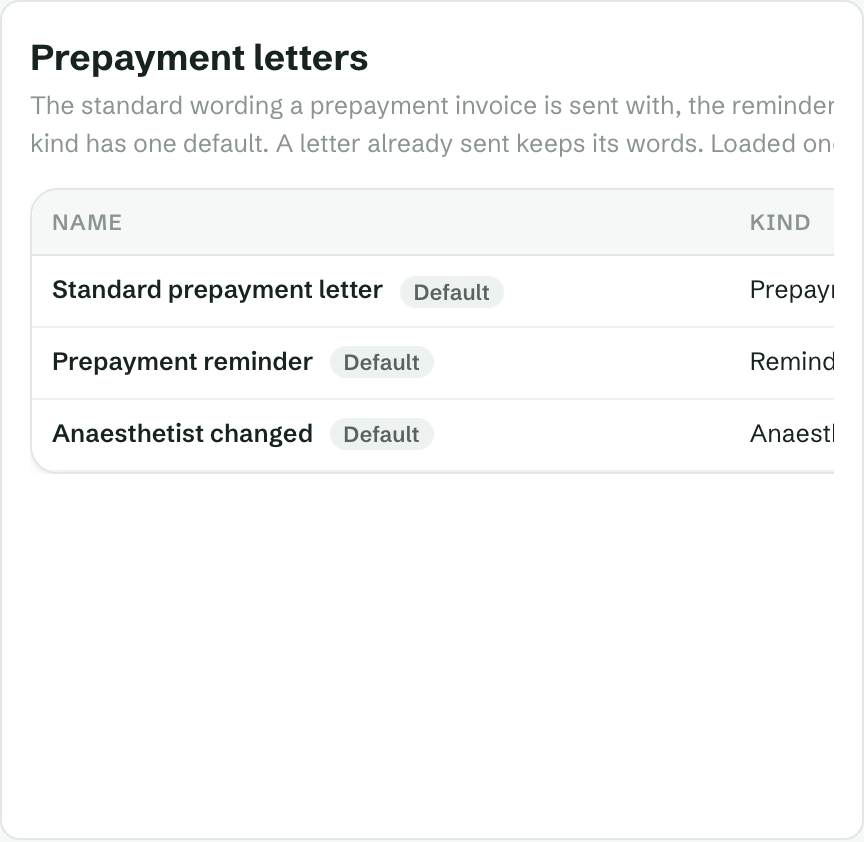 Prepayment letters
The standard wording a prepayment invoice is sent with, the reminder
kind has one default. A letter already sent keeps its words. Loaded
NAME KIND
Standard prepayment letter Default
Prepayment reminder Default
Anaesthetist changed Default